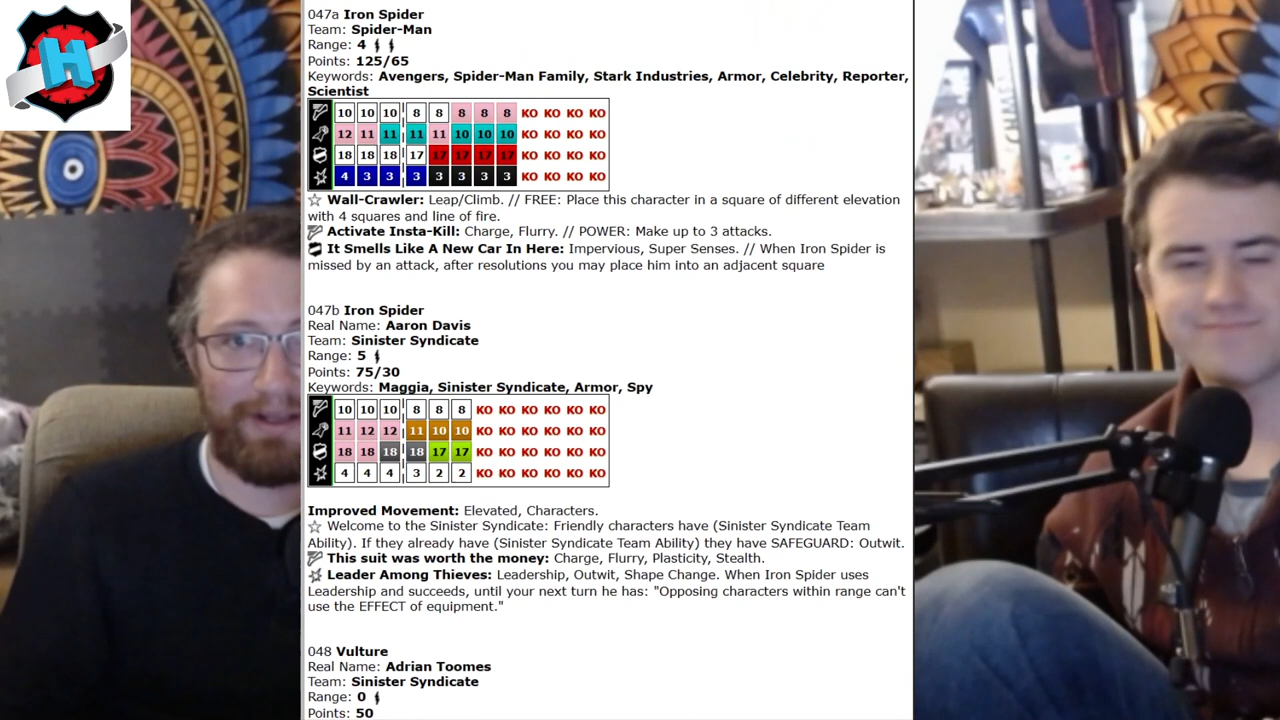 H
047a Iron Spider
Team: Spider-Man
Range: 4
Points: 125/65
Keywords: Avengers, Spider-Man Family, Stark Industries, Armor, Celebrity, Reporter,
Scientist
10 10 10 8 8 8 8 8 KO KO KO KO
12 11 11 11 11 10 10 10 KO KO KO KO
18 18 18 17 17 17 17 17 KO KO KO KO
4 3 3 3 3 3 3 3 KO KO KO KO
☆ Wall-Crawler: Leap/Climb. // FREE: Place this character in a square of different elevation
with 4 squares and line of fire.
Activate Insta-Kill: Charge, Flurry. // POWER: Make up to 3 attacks.
It Smells Like A New Car In Here: Impervious, Super Senses. // When Iron Spider is
missed by an attack, after resolutions you may place him into an adjacent square
047b Iron Spider
Real Name: Aaron Davis
Team: Sinister Syndicate
Range: 5
Points: 75/30
Keywords: Maggia, Sinister Syndicate, Armor, Spy
10 10 10 8 8 8 KO KO KO KO KO KO
11 12 12 11 10 10 KO KO KO KO KO KO
18 18 18 18 17 17 KO KO KO KO KO KO
4 4 4 3 2 2 KO KO KO KO KO KO
Improved Movement: Elevated, Characters.
☆ Welcome to the Sinister Syndicate: Friendly characters have (Sinister Syndicate Team
Ability). If they already have (Sinister Syndicate Team Ability) they have SAFEGUARD: Outwit.
This suit was worth the money: Charge, Flurry, Plasticity, Stealth.
Leader Among Thieves: Leadership, Outwit, Shape Change. When Iron Spider uses
Leadership and succeeds, until your next turn he has: "Opposing characters within range can't
use the EFFECT of equipment."
048 Vulture
Real Name: Adrian Toomes
Team: Sinister Syndicate
Range: 0
Points: 50